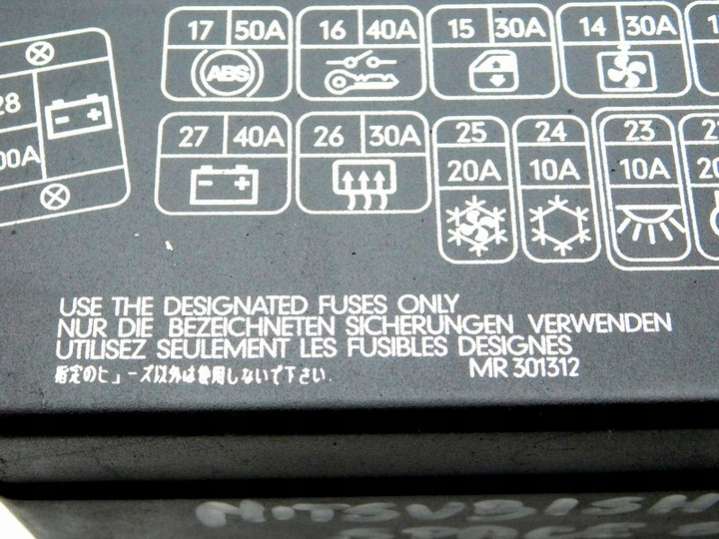 17 50A
16 40A
15 30A
14 30A
28
00A
ABS
27 40A
26 30A
25
24
23
20A
10A
10A
USE THE DESIGNATED FUSES ONLY
NUR DIE BEZEICHNETEN SICHERUNGEN VERWENDEN
UTILISEZ SEULEMENT LES FUSIBLES DESIGNES
指定のヒューズ以外は使用しないで下さい.
MR 301312
MITSUBISH